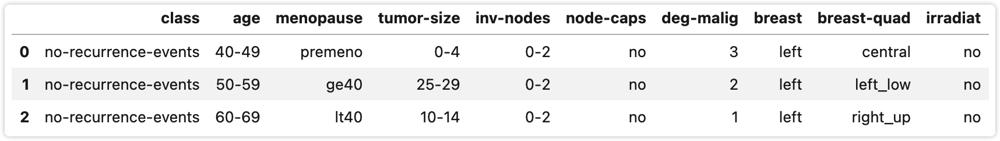 class age menopause tumor-size inv-nodes node-caps deg-malig breast breast-quad irradiat
0 no-recurrence-events 40-49 premeno 0-4 0-2 no 3 left central no
1 no-recurrence-events 50-59 ge40 25-29 0-2 no 2 left left_low no
2 no-recurrence-events 60-69 lt40 10-14 0-2 no 1 left right_up no